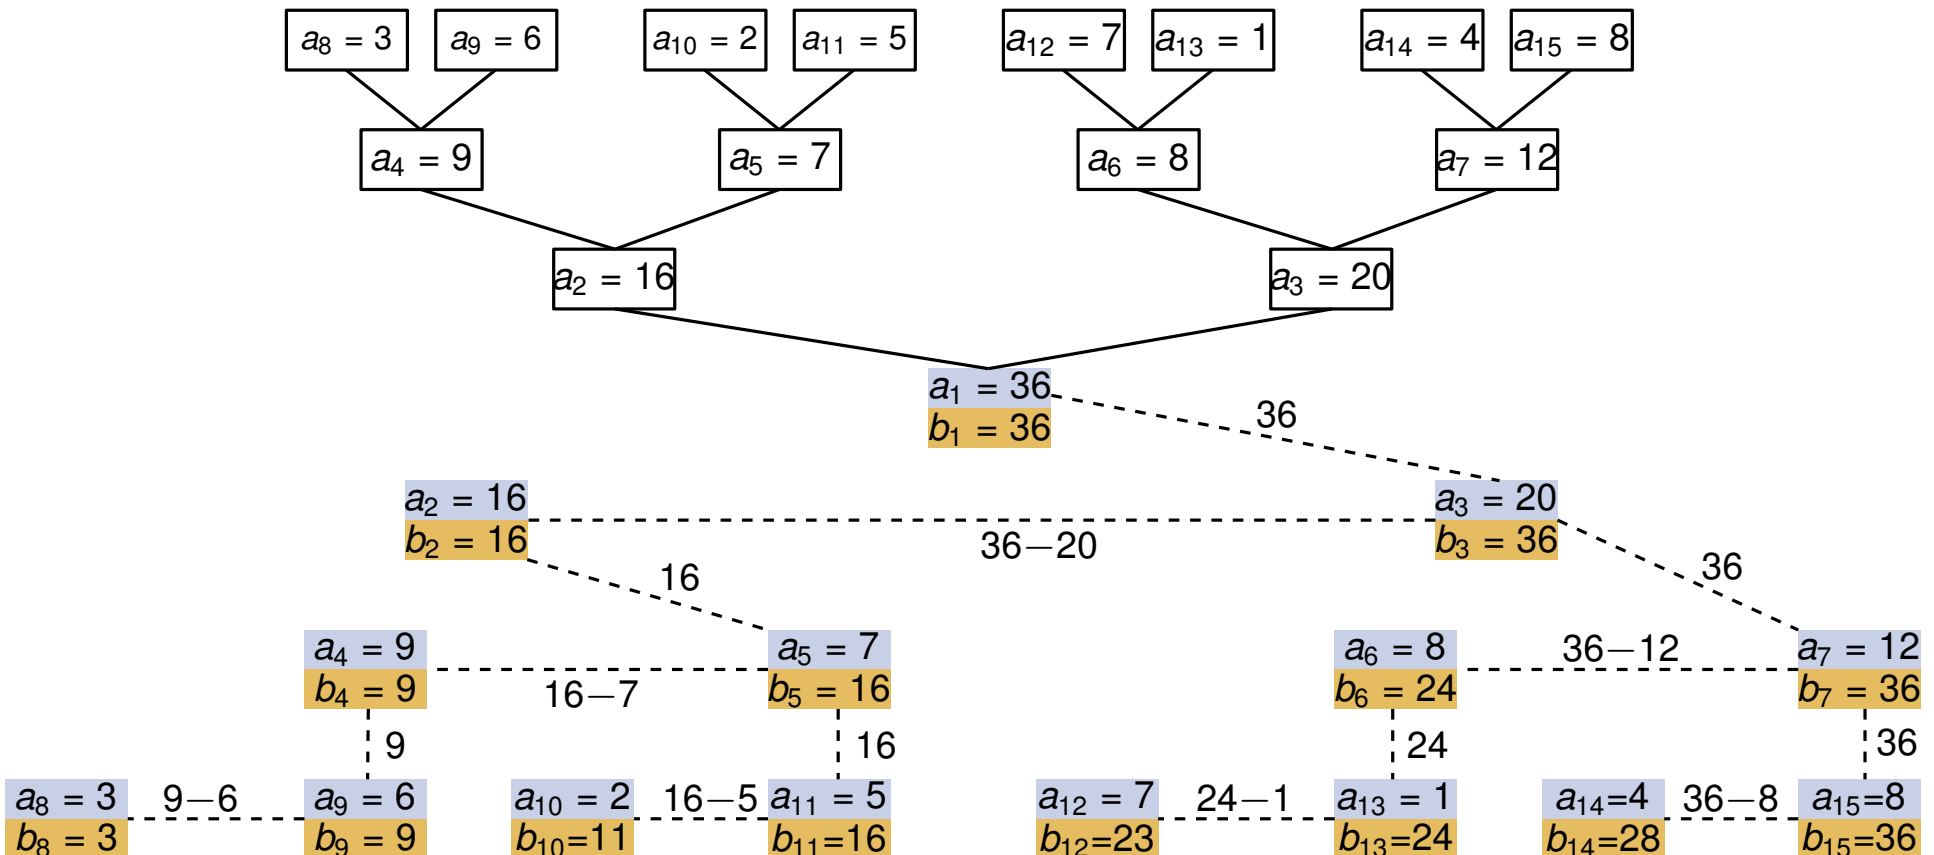 a₈ = 3 a₉ = 6 a₁₀ = 2 a₁₁ = 5 a₁₂ = 7 a₁₃ = 1 a₁₄ = 4 a₁₅ = 8
a₄ = 9 a₅ = 7 a₆ = 8 a₇ = 12
a₂ = 16 a₃ = 20
a₁ = 36
b₁ = 36
36
a₂ = 16 a₃ = 20
b₂ = 16 36−20 b₃ = 36
16 36
a₄ = 9 a₅ = 7 a₆ = 8 36−12 a₇ = 12
b₄ = 9 16−7 b₅ = 16 b₆ = 24 b₇ = 36
9 16 24 36
a₈ = 3 9−6 a₉ = 6 a₁₀ = 2 16−5 a₁₁ = 5 a₁₂ = 7 24−1 a₁₃ = 1 a₁₄=4 36−8 a₁₅=8
b₈ = 3 b₉ = 9 b₁₀=11 b₁₁=16 b₁₂=23 b₁₃=24 b₁₄=28 b₁₅=36